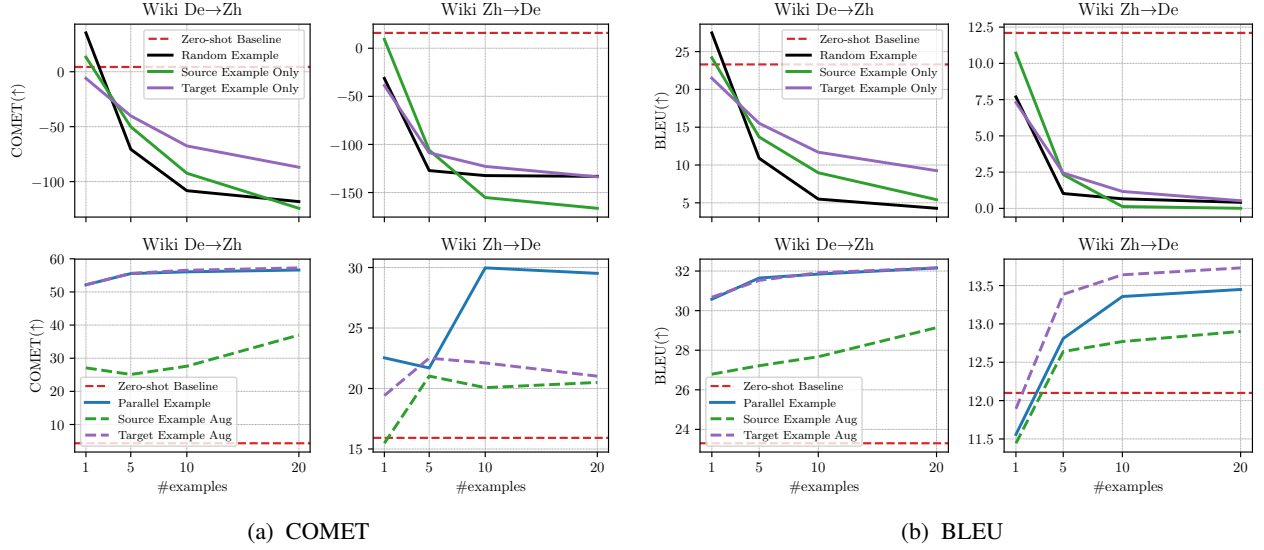 Wiki De→Zh
Wiki Zh→De
Wiki De→Zh
Wiki Zh→De
COMET(↑)
0
−50
−100
Zero-shot Baseline
Random Example
Source Example Only
Target Example Only
0
−50
−100
−150
BLEU(↑)
25
20
15
10
5
Zero-shot Baseline
Random Example
Source Example Only
Target Example Only
12.5
10.0
7.5
5.0
2.5
0.0
Wiki De→Zh
Wiki Zh→De
Wiki De→Zh
Wiki Zh→De
COMET(↑)
60
50
40
30
20
10
Zero-shot Baseline
Parallel Example
Source Example Aug
Target Example Aug
1
5
10
20
#examples
30
25
20
15
1
5
10
20
#examples
BLEU(↑)
32
30
28
26
24
Zero-shot Baseline
Parallel Example
Source Example Aug
Target Example Aug
1
5
10
20
#examples
13.5
13.0
12.5
12.0
11.5
1
5
10
20
#examples
(a) COMET
(b) BLEU